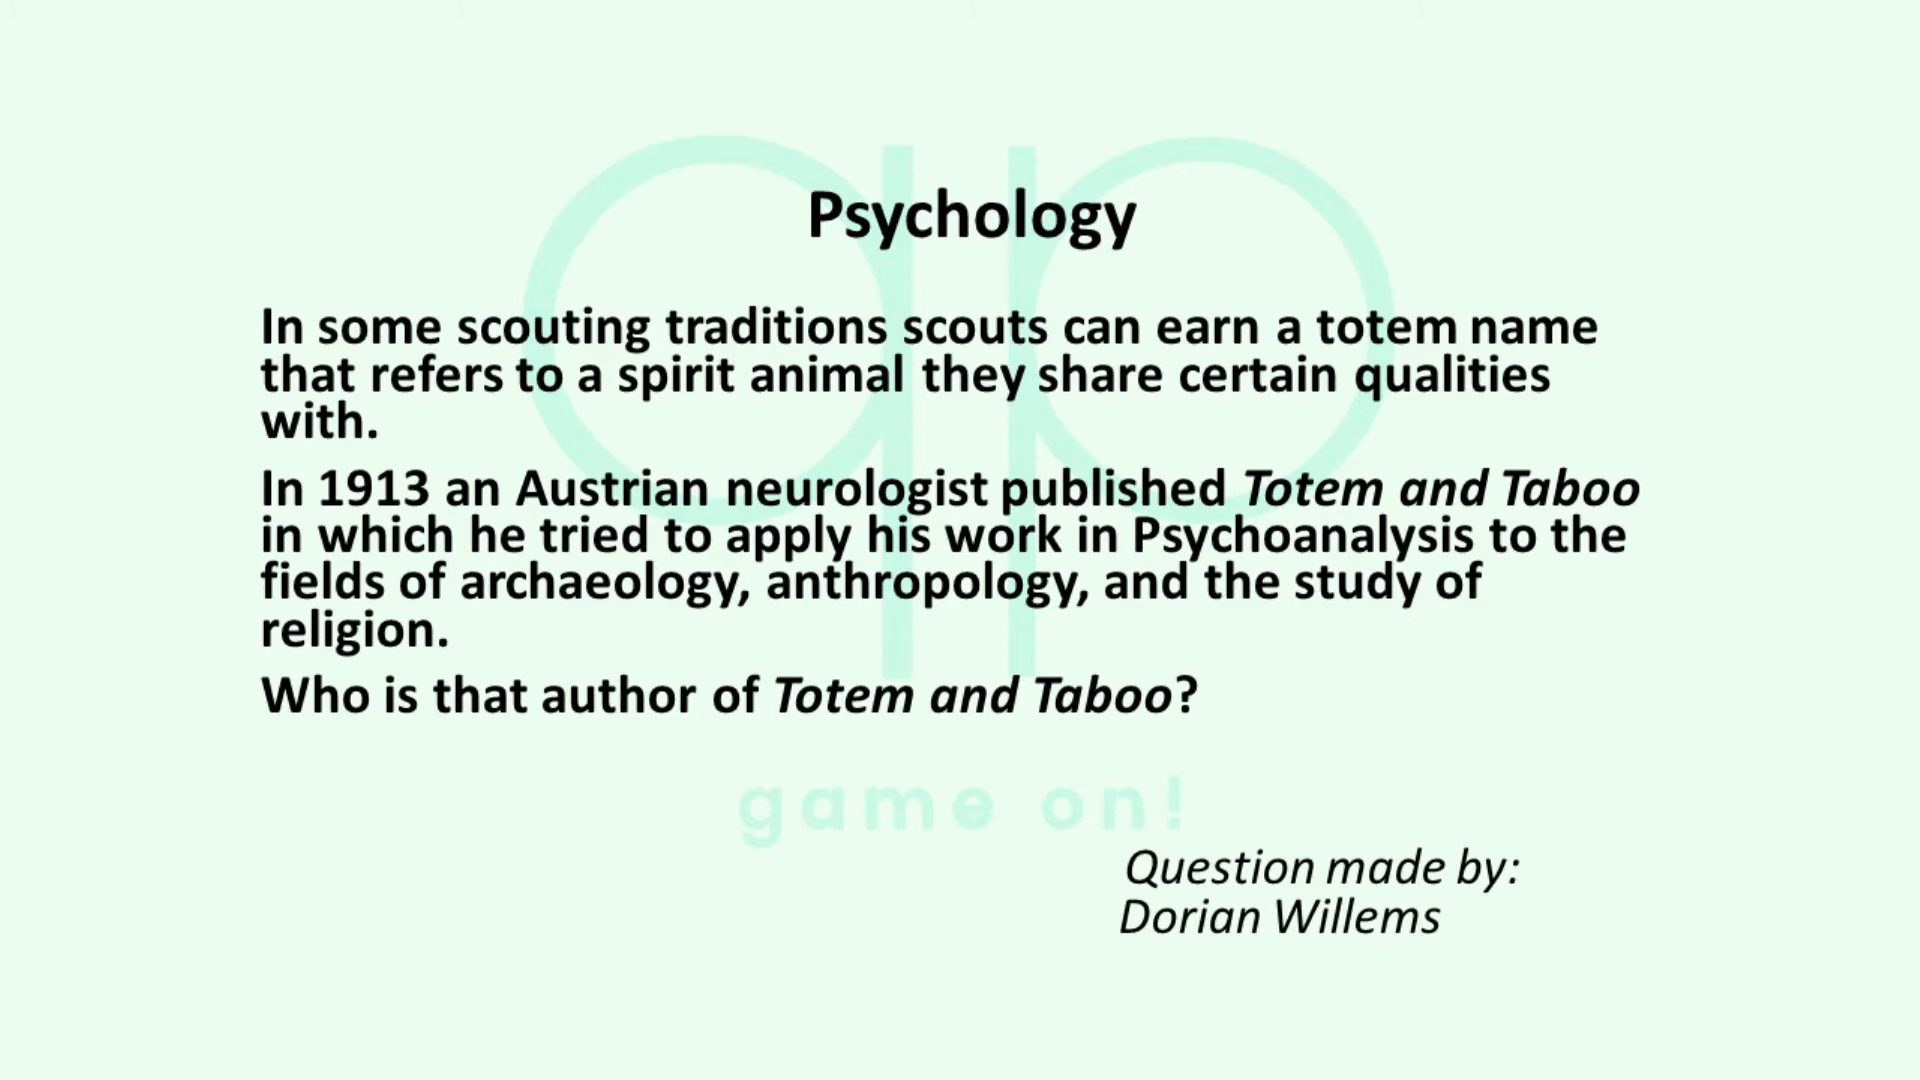 Psychology
In some scouting traditions scouts can earn a totem name
that refers to a spirit animal they share certain qualities
with.
In 1913 an Austrian neurologist published Totem and Taboo
in which he tried to apply his work in Psychoanalysis to the
fields of archaeology, anthropology, and the study of
religion.
Who is that author of Totem and Taboo?
game on!
Question made by:
Dorian Willems